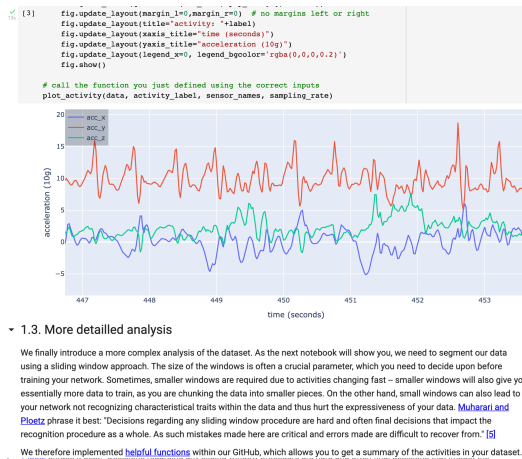 [3]
fig.update_layout(margin_l=0,margin_r=0)  # no margins left or right
fig.update_layout(title="activity: "+label)
fig.update_layout(xaxis_title="time (seconds)")
fig.update_layout(yaxis_title="acceleration (10g)")
fig.update_layout(legend_x=0, legend_bgcolor='rgba(0,0,0,0.2)')
fig.show()
# call the function you just defined using the correct inputs
plot_activity(data, activity_label, sensor_names, sampling_rate)
acc_x
acc_y
acc_z
20
15
10
5
0
−5
acceleration (10g)
447 448 449 450 451 452 453
time (seconds)
1.3. More detailled analysis
We finally introduce a more complex analysis of the dataset. As the next notebook will show you, we need to segment our data
using a sliding window approach. The size of the windows is often a crucial parameter, which you need to decide upon before
training your network. Sometimes, smaller windows are required due to activities changing fast – smaller windows will also give yo
essentially more data to train, as you are chunking the data into smaller pieces. On the other hand, small windows can also lead to
your network not recognizing characteristical traits within the data and thus hurt the expressiveness of your data. Muharari and
Ploetz phrase it best: "Decisions regarding any sliding window procedure are hard and often final decisions that impact the
recognition procedure as a whole. As such mistakes made here are critical and errors made are difficult to recover from." [5]
We therefore implemented helpful functions within our GitHub, which allows you to get a summary of the activities in your dataset.